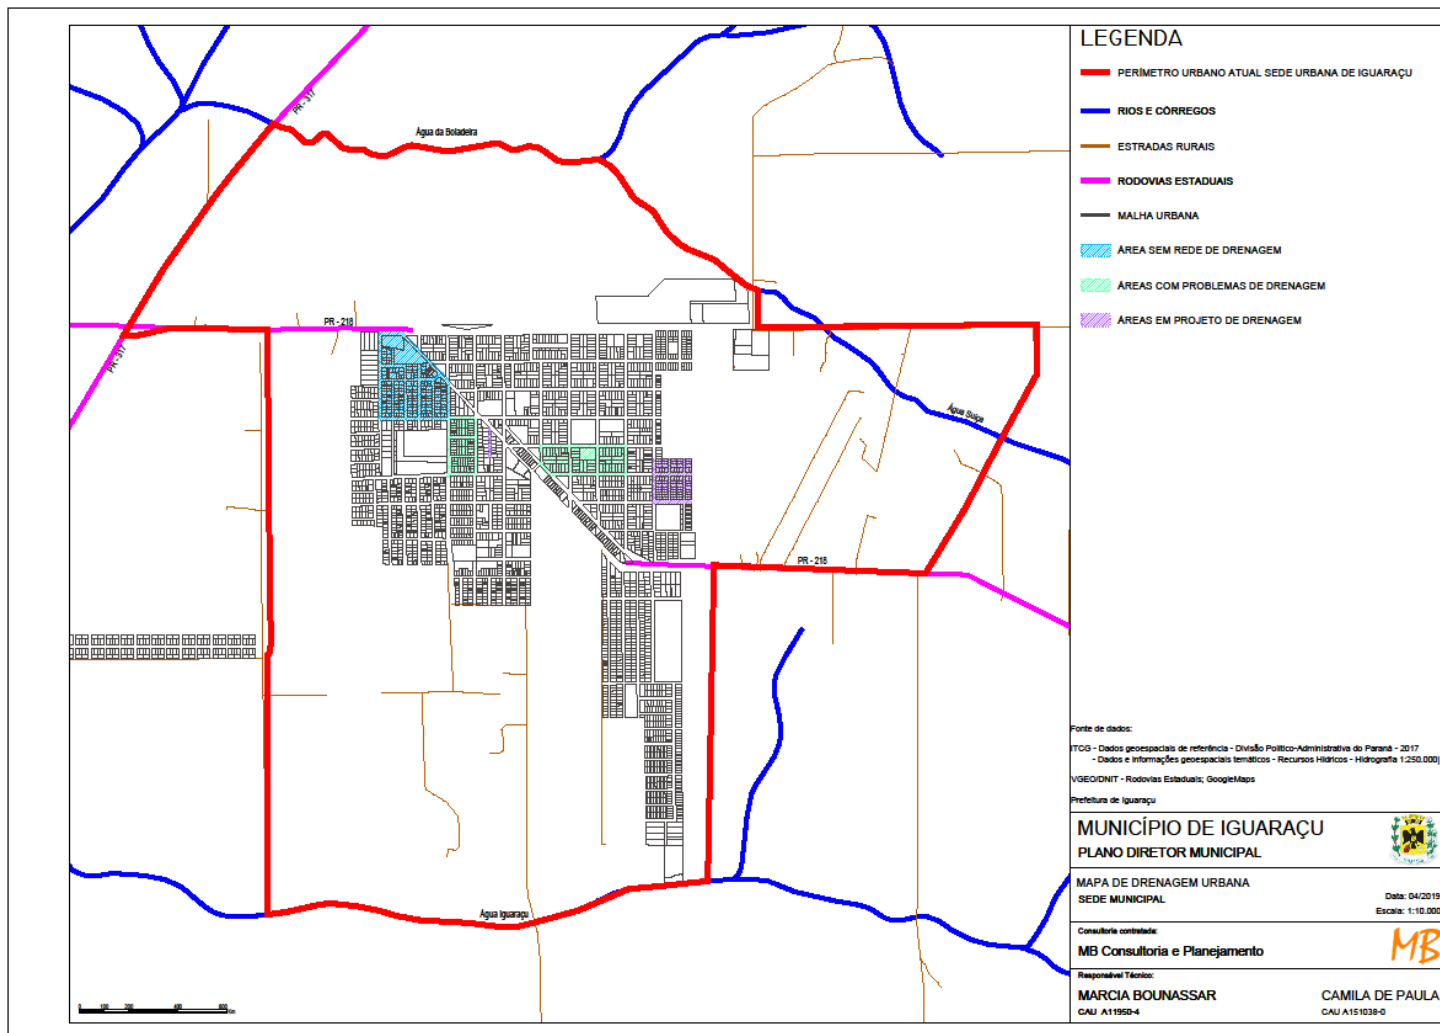 LEGENDA
PERÍMETRO URBANO ATUAL SEDE URBANA DE IGUARAÇU
RIOS E CÓRREGOS
ESTRADAS RURAIS
RODOVIAS ESTADUAIS
MALHA URBANA
ÁREA SEM REDE DE DRENAGEM
ÁREAS COM PROBLEMAS DE DRENAGEM
ÁREAS EM PROJETO DE DRENAGEM
PR - 317
Água da Boladeira
PR - 218
PR - 317
Água Suiça
PR - 218
Água Iguaraçu
0 100 200 400 600
Km
Fonte de dados:
ITCG - Dados geoespaciais de referência - Divisão Político-Administrativa do Paraná - 2017
- Dados e informações geoespaciais temáticos - Recursos Hídricos - Hidrografia 1:250.000|
VGEO/DNIT - Rodovias Estaduais; GoogleMaps
Prefeitura de Iguaraçu
MUNICÍPIO DE IGUARAÇU
PLANO DIRETOR MUNICIPAL
MAPA DE DRENAGEM URBANA
SEDE MUNICIPAL
Data: 04/2019
Escala: 1:10.000
Consultoria contratada:
MB Consultoria e Planejamento
MB
Responsável Técnico:
MARCIA BOUNASSAR CAMILA DE PAULA
CAU A11950-4 CAU A151038-0